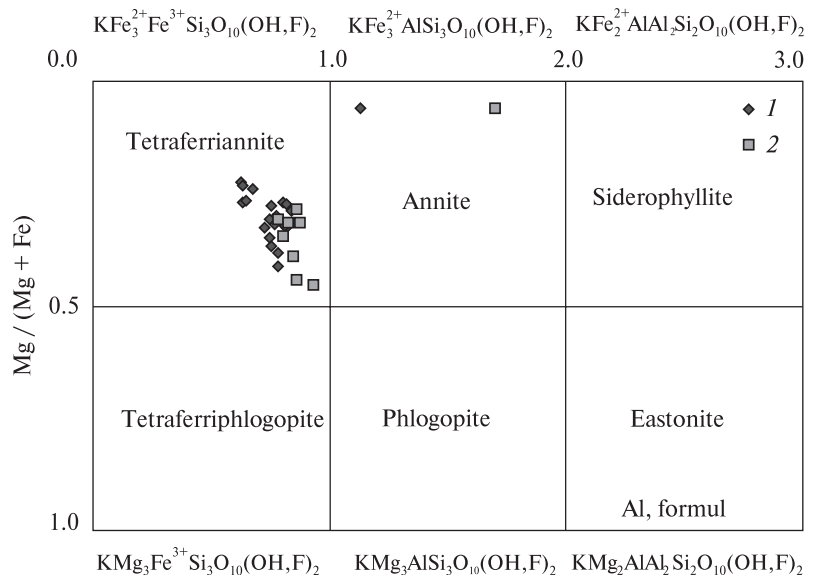 KFe₃²⁺Fe³⁺Si₃O₁₀(OH,F)₂ KFe₃²⁺AlSi₃O₁₀(OH,F)₂ KFe₂²⁺AlAl₂Si₂O₁₀(OH,F)₂
0.0 1.0 2.0 3.0
1
2
Tetraferriannite
Annite
Siderophyllite
Mg / (Mg + Fe)
0.5
Tetraferriphlogopite Phlogopite Eastonite
Al, formul
1.0
KMg₃Fe³⁺Si₃O₁₀(OH,F)₂ KMg₃AlSi₃O₁₀(OH,F)₂ KMg₂AlAl₂Si₂O₁₀(OH,F)₂